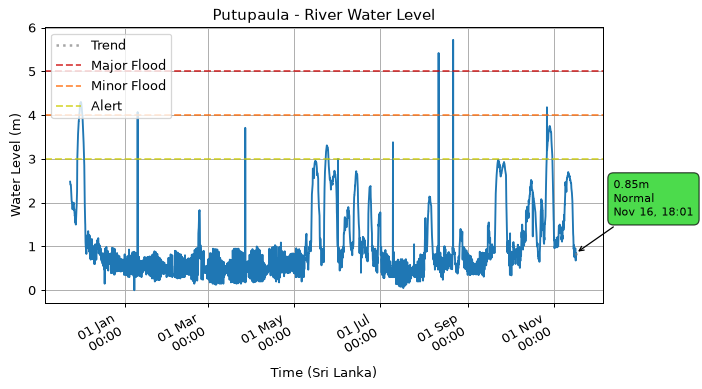 Putupaula - River Water Level
Water Level (m)
6
5
4
3
2
1
0
Trend
Major Flood
Minor Flood
Alert
0.85m
Normal
Nov 16, 18:01
01 Jan
00:00
01 Mar
00:00
01 May
00:00
01 Jul
00:00
01 Sep
00:00
01 Nov
00:00
Time (Sri Lanka)